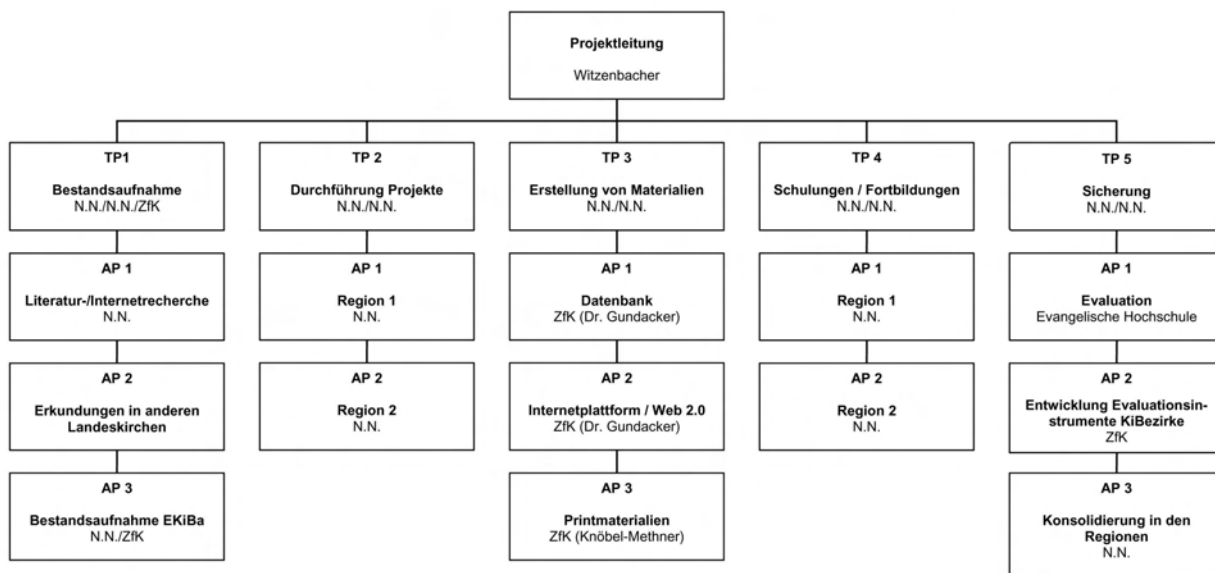 Projektleitung
Witzenbacher
TP1
Bestandsaufnahme
N.N./N.N./ZfK
AP 1
Literatur-/Internetrecherche
N.N.
AP 2
Erkundungen in anderen
Landeskirchen
AP 3
Bestandsaufnahme EKiBa
N.N./ZfK
TP 2
Durchführung Projekte
N.N./N.N.
AP 1
Region 1
N.N.
AP 2
Region 2
N.N.
TP 3
Erstellung von Materialien
N.N./N.N.
AP 1
Datenbank
ZfK (Dr. Gundacker)
AP 2
Internetplattform / Web 2.0
ZfK (Dr. Gundacker)
AP 3
Printmaterialien
ZfK (Knöbel-Methner)
TP 4
Schulungen / Fortbildungen
N.N./N.N.
AP 1
Region 1
N.N.
AP 2
Region 2
N.N.
TP 5
Sicherung
N.N./N.N.
AP 1
Evaluation
Evangelische Hochschule
AP 2
Entwicklung Evaluationsin-
strumente KiBezirke
ZfK
AP 3
Konsolidierung in den
Regionen
N.N.